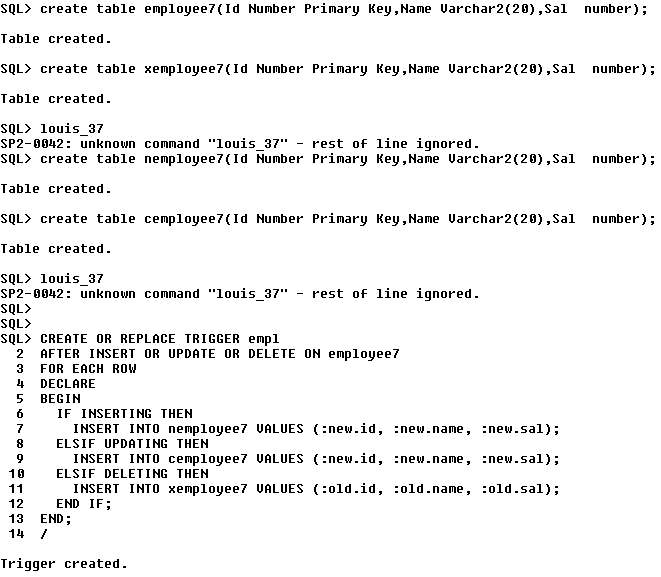 SQL> create table employee7(Id Number Primary Key,Name Varchar2(20),Sal  number);
Table created.
SQL> create table xemployee7(Id Number Primary Key,Name Varchar2(20),Sal  number);
Table created.
SQL> louis_37
SP2-0042: unknown command "louis_37" - rest of line ignored.
SQL> create table nemployee7(Id Number Primary Key,Name Varchar2(20),Sal  number);
Table created.
SQL> create table cemployee7(Id Number Primary Key,Name Varchar2(20),Sal  number);
Table created.
SQL> louis_37
SP2-0042: unknown command "louis_37" - rest of line ignored.
SQL>
SQL>
SQL> CREATE OR REPLACE TRIGGER empl
  2  AFTER INSERT OR UPDATE OR DELETE ON employee7
  3  FOR EACH ROW
  4  DECLARE
  5  BEGIN
  6    IF INSERTING THEN
  7      INSERT INTO nemployee7 VALUES (:new.id, :new.name, :new.sal);
  8    ELSIF UPDATING THEN
  9      INSERT INTO cemployee7 VALUES (:new.id, :new.name, :new.sal);
 10    ELSIF DELETING THEN
 11      INSERT INTO xemployee7 VALUES (:old.id, :old.name, :old.sal);
 12    END IF;
 13  END;
 14  /
Trigger created.